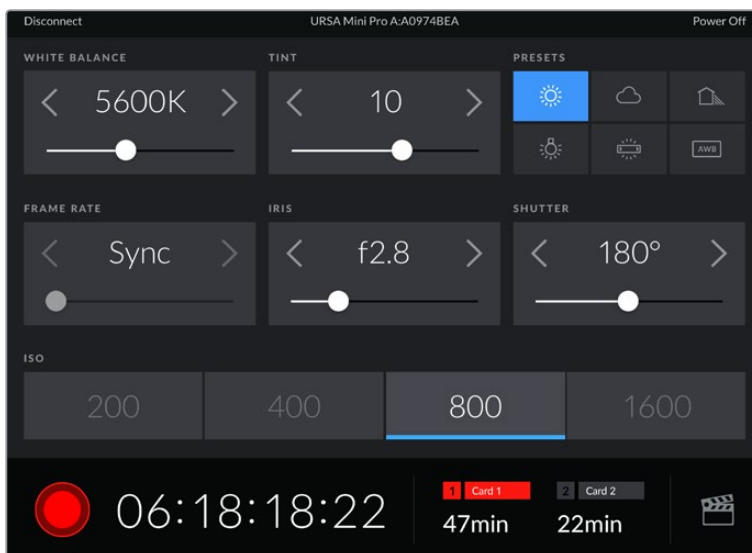 Disconnect URSA Mini Pro A:A0974BEA Power Off
WHITE BALANCE TINT PRESETS
5600K 10
AWB
FRAME RATE IRIS SHUTTER
Sync f2.8 180°
ISO
200 400 800 1600
06:18:18:22 1 Card 1 2 Card 2
47min 22min